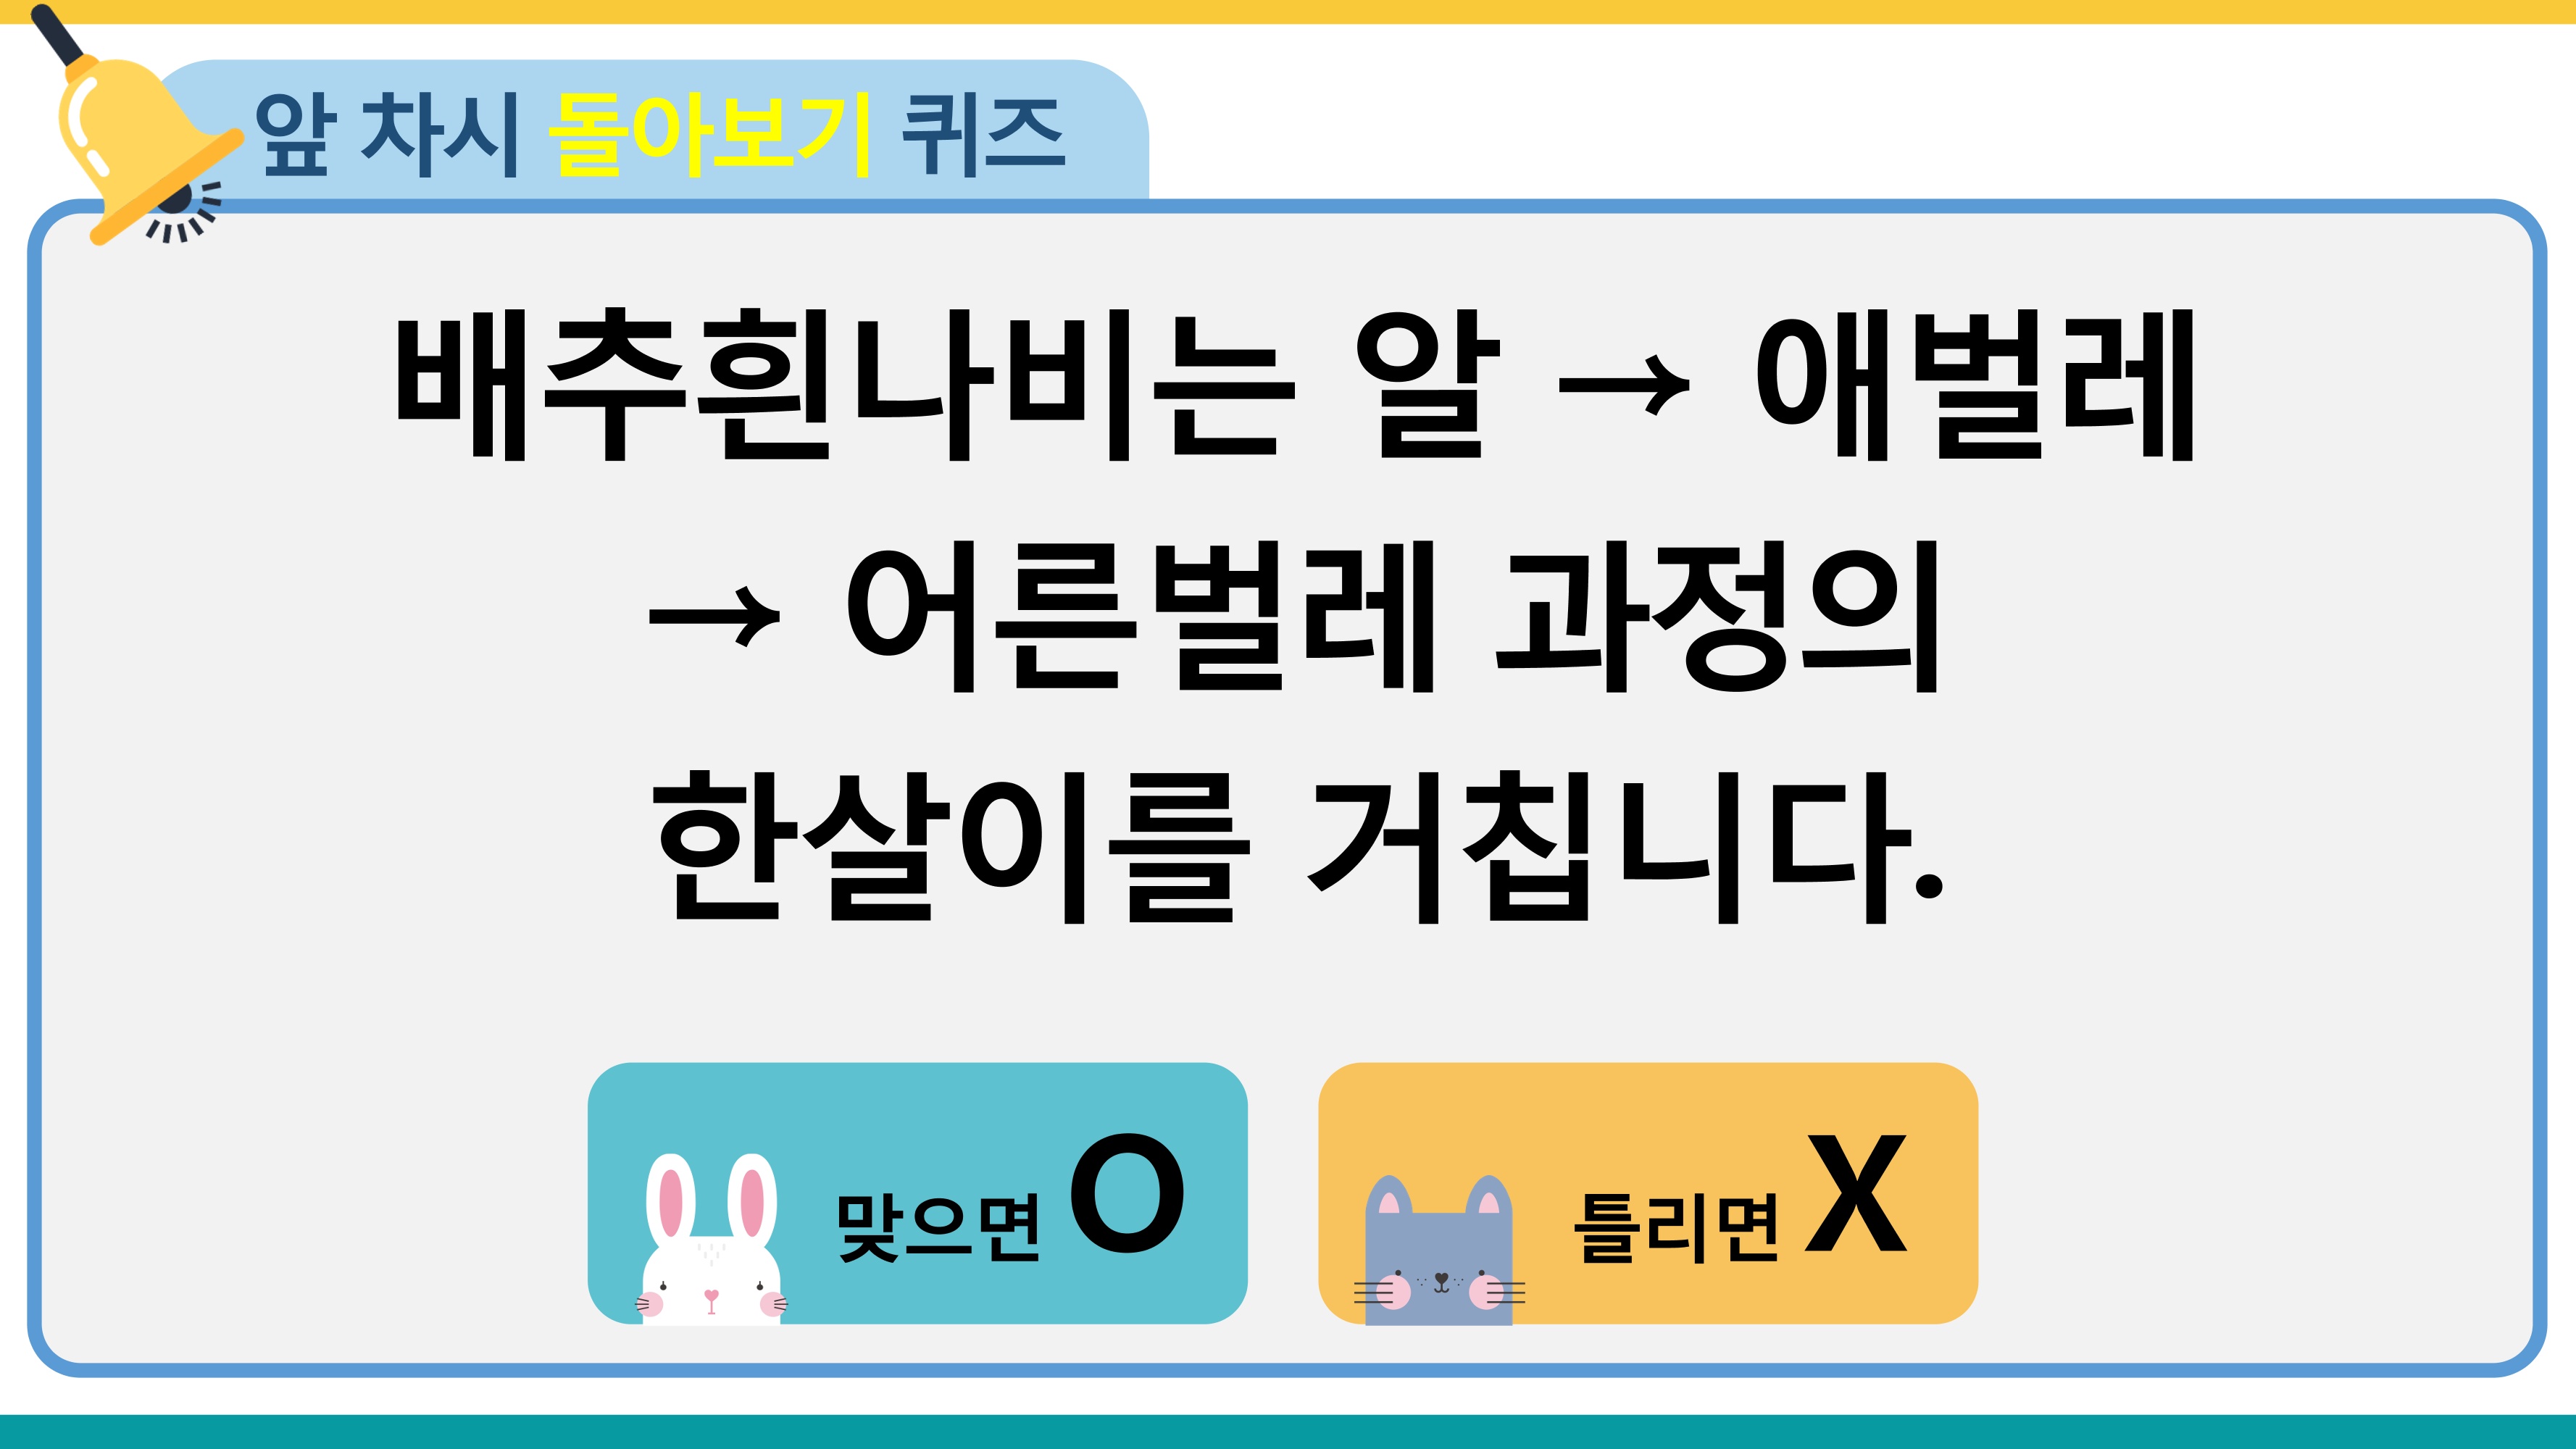 앞 차시 돌아보기 퀴즈
배추흰나비는 알 → 애벌레
→ 어른벌레 과정의
한살이를 거칩니다.
맞으면 O
틀리면 X